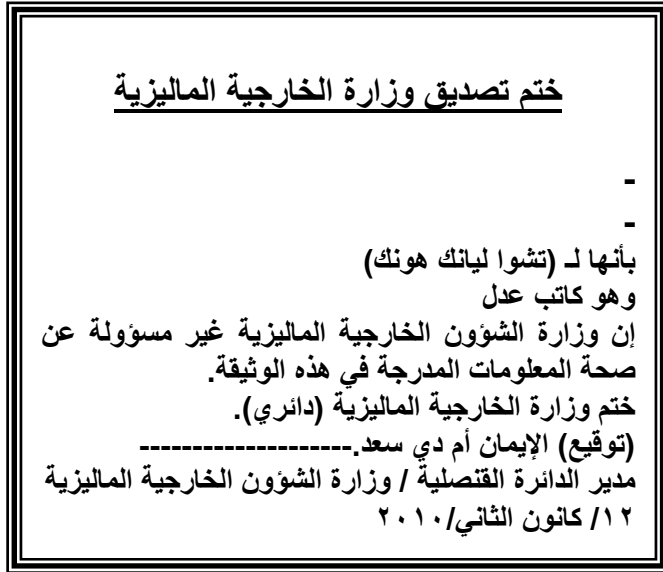 ختم تصديق وزارة الخارجية الماليزية
-
-
بأنها لـ (تشوا ليانك هونك)
وهو كاتب عدل
إن وزارة الشؤون الخارجية الماليزية غير مسؤولة عن
صحة المعلومات المدرجة في هذه الوثيقة.
ختم وزارة الخارجية الماليزية (دائري).
(توقيع) الإيمان أم دي سعد.--------------------
مدير الدائرة القنصلية / وزارة الشؤون الخارجية الماليزية
١٢/ كانون الثاني/٢٠١٠